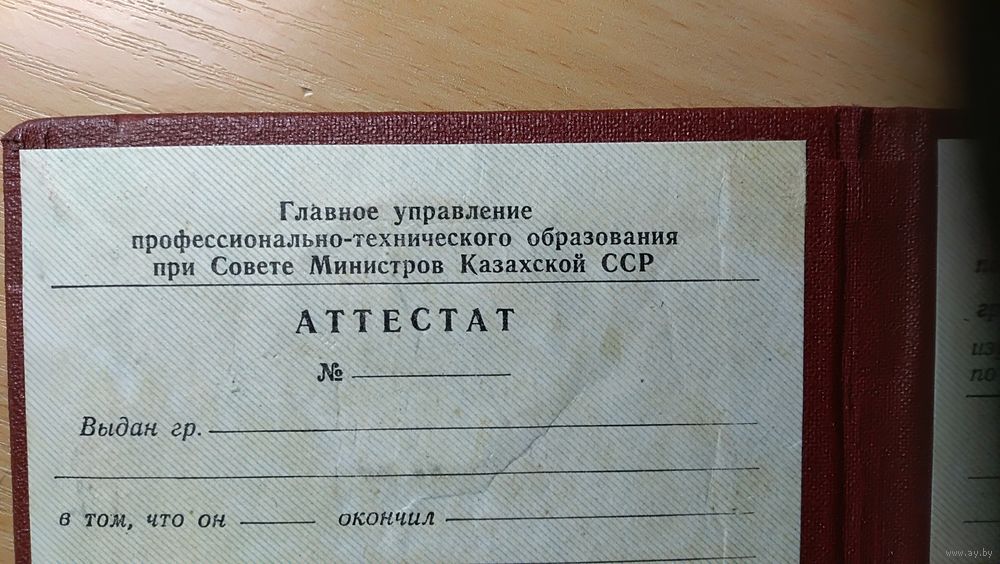 Главное управление
профессионально-технического образования
при Совете Министров Казахской ССР
АТТЕСТАТ
№
Выдан гр.
в том, что он окончил
www.ay.by